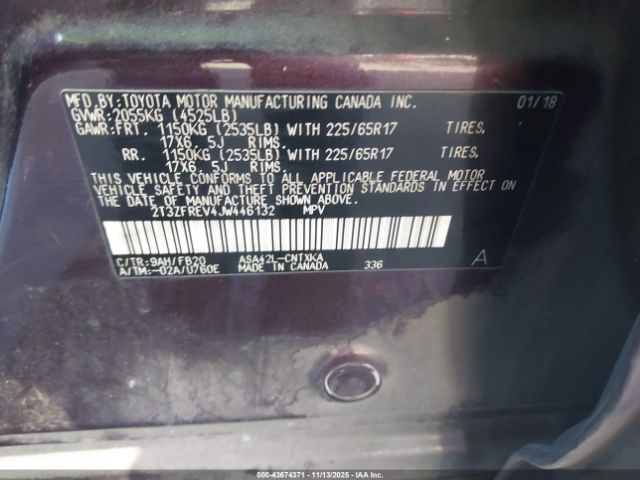 MFD.BY:TOYOTA MOTOR MANUFACTURING CANADA INC. 01/18
GVWR:2055KG (4525LB)
GAWR:FRT. 1150KG (2535LB) WITH 225/65R17 TIRES,
17X6.5J RIMS.
RR. 1150KG (2535LB) WITH 225/65R17 TIRES,
17X6.5J RIMS.
THIS VEHICLE CONFORMS TO ALL APPLICABLE FEDERAL MOTOR
VEHICLE SAFETY AND THEFT PREVENTION STANDARDS IN EFFECT ON
THE DATE OF MANUFACTURE SHOWN ABOVE.
2T3ZFREV4JW446132 MPV
C/TR:9AH/FB20 ASA42L-CNTXKA A
A/TM:-02A/U760E MADE IN CANADA 336
000-43674371 - 11/13/2025 - Copyright © IAA, LLC